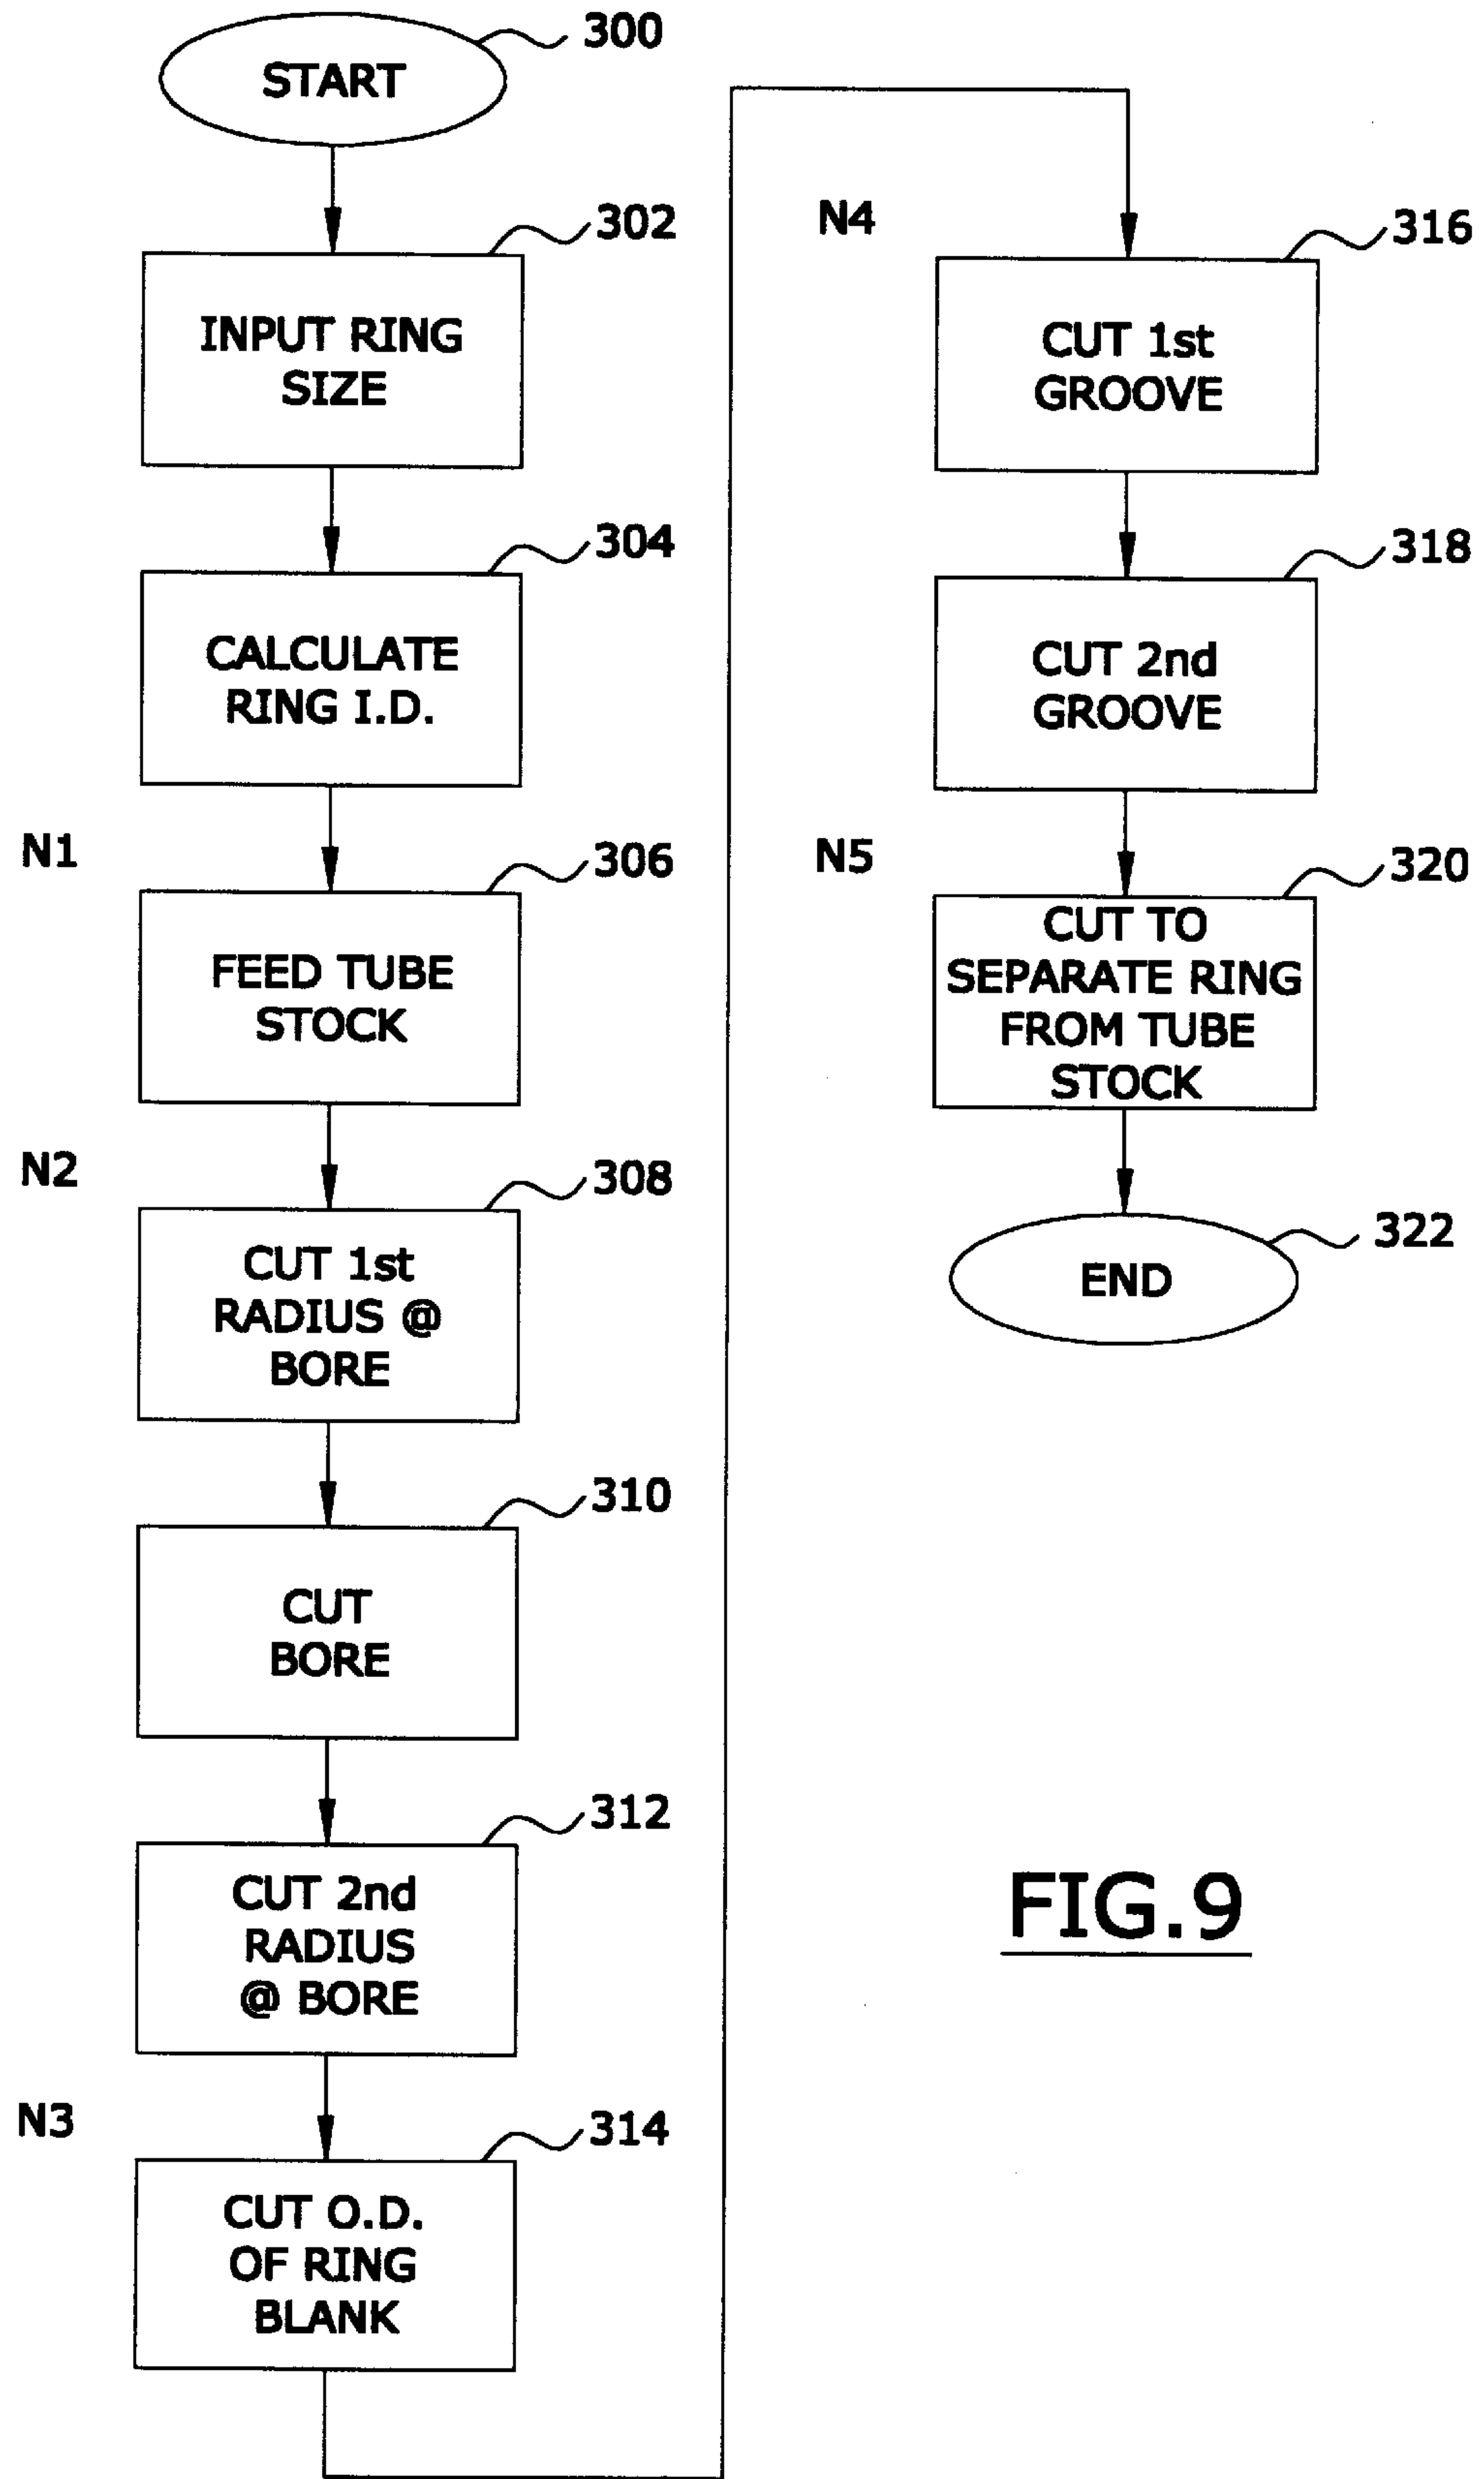 START
300
302
INPUT RING
SIZE
304
CALCULATE
RING I.D.
N1
306
FEED TUBE
STOCK
N2
308
CUT 1st
RADIUS @
BORE
310
CUT
BORE
312
CUT 2nd
RADIUS
@ BORE
N3
314
CUT O.D.
OF RING
BLANK
N4
316
CUT 1st
GROOVE
318
CUT 2nd
GROOVE
N5
320
CUT TO
SEPARATE RING
FROM TUBE
STOCK
322
END
FIG.9